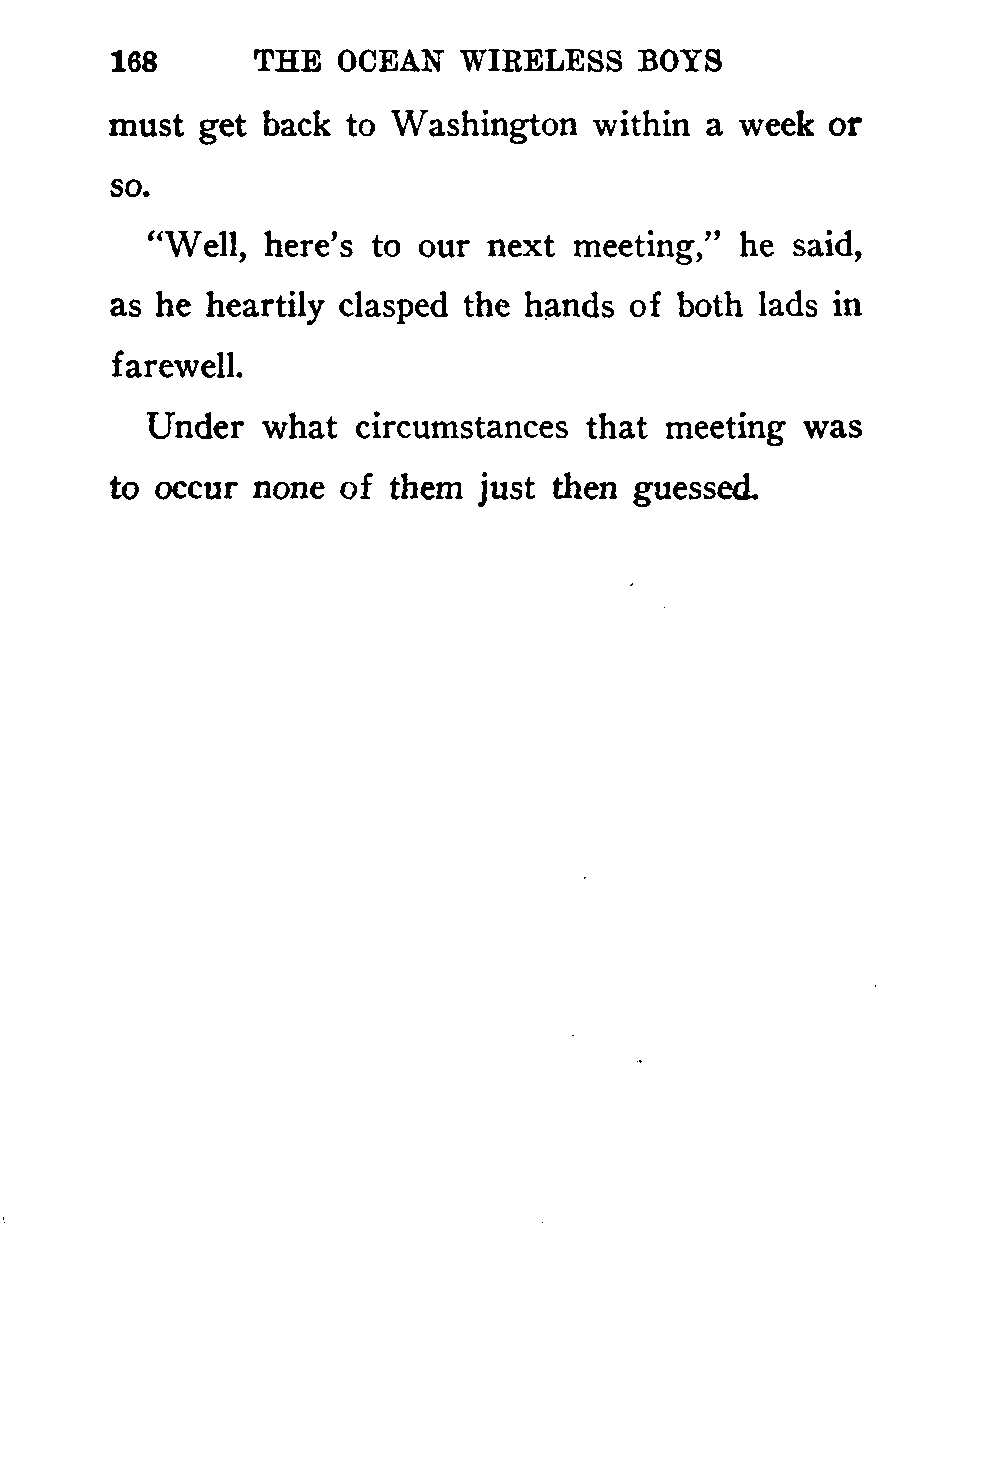 168 THE OCEAN WIRELESS BOYS
must get back to Washington within a week or
so.
“Well, here’s to our next meeting,” he said,
as he heartily clasped the hands of both lads in
farewell.
Under what circumstances that meeting was
to occur none of them just then guessed.